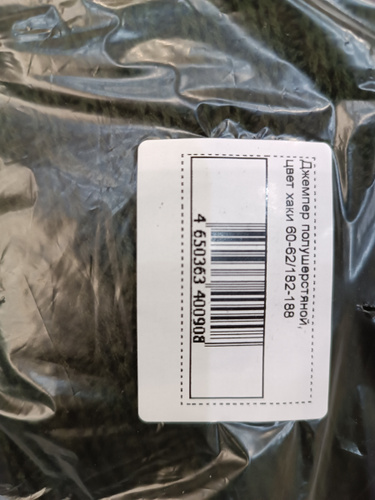 Джемпер полушерстяной,
цвет хаки 60-62/182-188
4 650363 400908